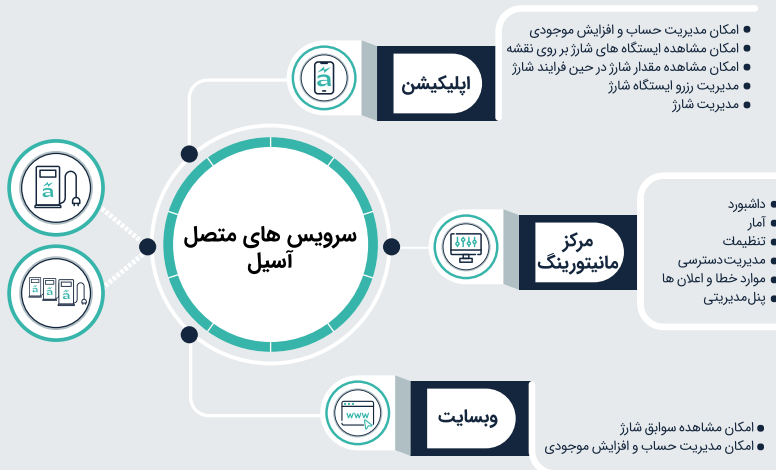 امکان مدیریت حساب و افزایش موجودی
امکان مشاهده ایستگاه های شارژ بر روی نقشه
امکان مشاهده مقدار شارژ در حین فرایند شارژ
مدیریت رزرو ایستگاه شارژ
مدیریت شارژ
اپلیکیشن
سرویس های متصل
آسیل
مرکز
مانیتورینگ
داشبورد
آمار
تنظیمات
مدیریت‌دسترسی
موارد خطا و اعلان ها
پنل‌مدیریتی
www
وبسایت
امکان مشاهده سوابق شارژ
امکان مدیریت حساب و افزایش موجودی